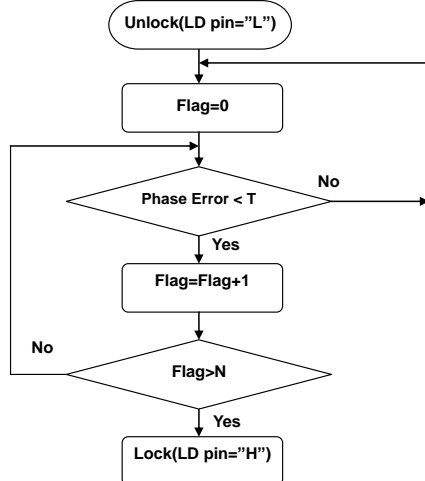 Unlock(LD pin=”L”)
Flag=0
Phase Error < T
No
Yes
Flag=Flag+1
No
Flag>N
Yes
Lock(LD pin=”H”)